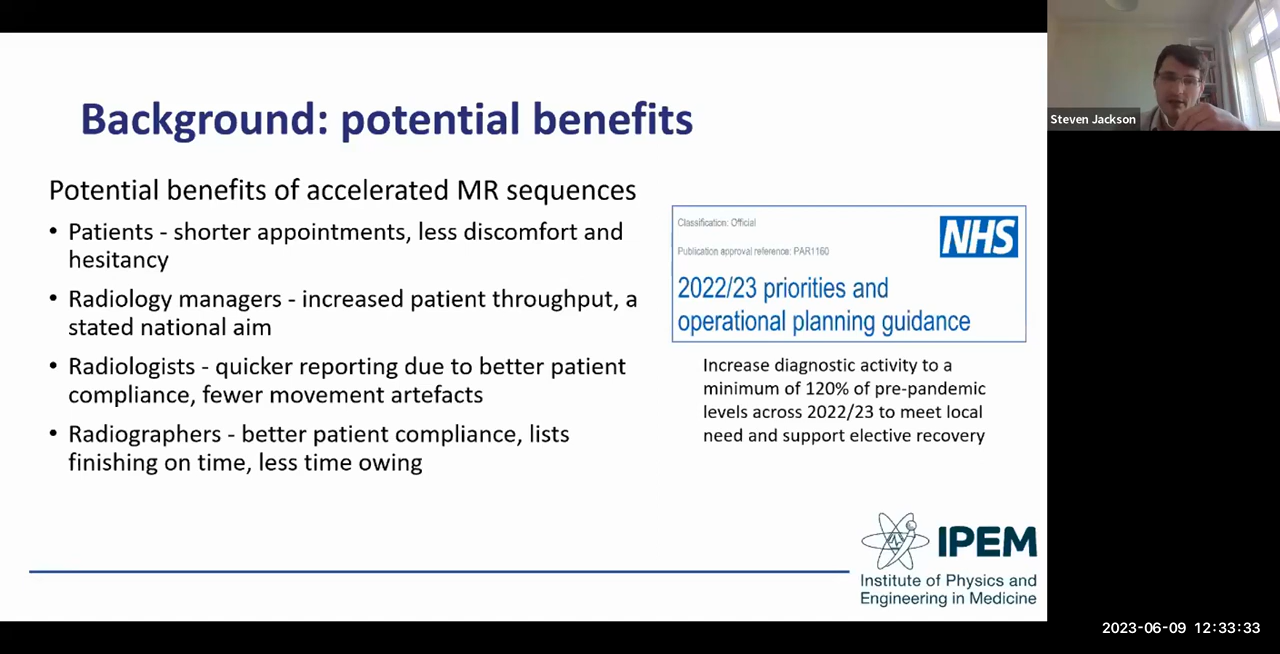 Background: potential benefits
Potential benefits of accelerated MR sequences
• Patients - shorter appointments, less discomfort and
hesitancy
• Radiology managers - increased patient throughput, a
stated national aim
• Radiologists - quicker reporting due to better patient
compliance, fewer movement artefacts
• Radiographers - better patient compliance, lists
finishing on time, less time owing
Classification: Official
NHS
Publication approval reference: PAR1160
2022/23 priorities and
operational planning guidance
Increase diagnostic activity to a
minimum of 120% of pre-pandemic
levels across 2022/23 to meet local
need and support elective recovery
IPEM
Institute of Physics and
Engineering in Medicine
Steven Jackson
2023-06-09 12:33:33